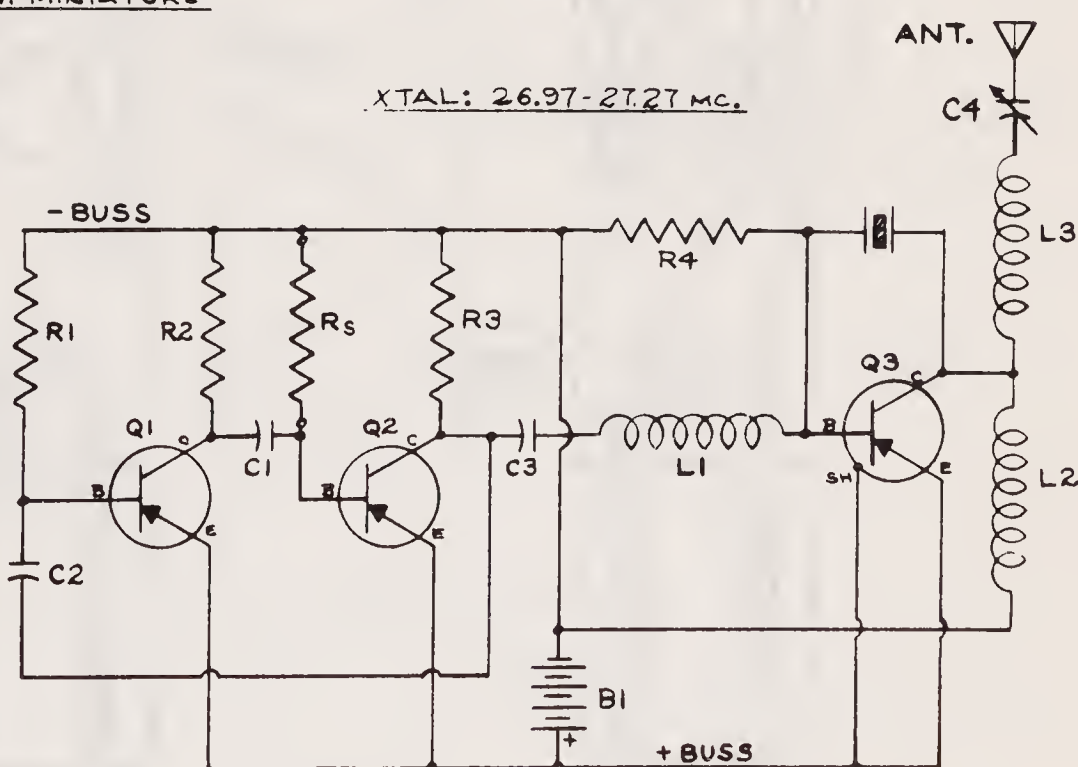 MINIATURE
ANT.
XTAL: 26.97-27.27 MC.
C4
- BUSS
L3
R4
R1
R2
RS
R3
Q3
C
Q1
Q2
C
C
B
C1
B
C3
L1
B
SH
E
L2
E
E
C2
B1
+
+ BUSS